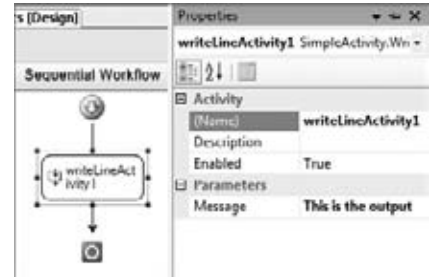 s [Design]
Sequential Workflow
writeLineAct
ivity1
Properties
writeLineActivity1 SimpleActivity.Wri
Activity
(Name) writeLineActivity1
Description
Enabled True
Parameters
Message This is the output